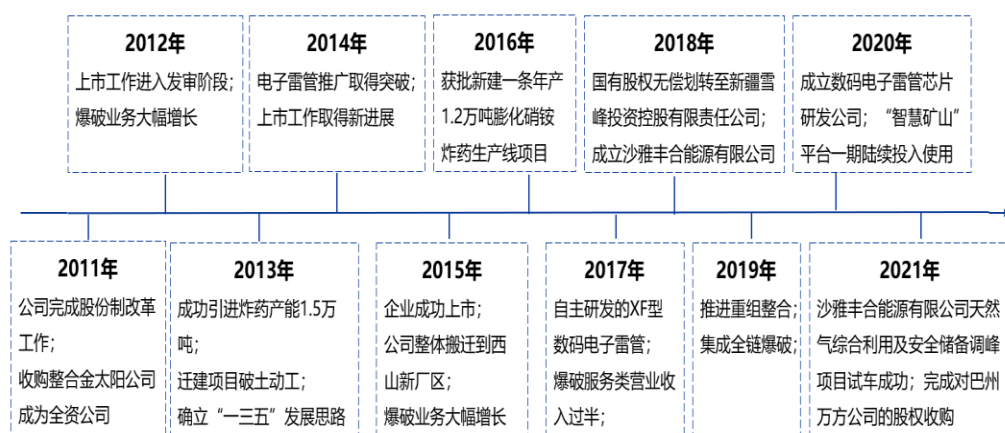 2012年
上市工作进入发审阶段；
爆破业务大幅增长
2014年
电子雷管推广取得突破；
上市工作取得新进展
2016年
获批新建一条年产
1.2万吨膨化硝铵
炸药生产线项目
2018年
国有股权无偿划转至新疆雪
峰投资控股有限责任公司；
成立沙雅丰合能源有限公司
2020年
成立数码电子雷管芯片
研发公司；“智慧矿山”
平台一期陆续投入使用
2011年
公司完成股份制改革
工作；
收购整合金太阳公司
成为全资公司
2013年
成功引进炸药产能1.5万
吨；
迁建项目破土动工；
确立“一三五”发展思路
2015年
企业成功上市；
公司整体搬迁到西
山新厂区；
爆破业务大幅增长
2017年
自主研发的XF型
数码电子雷管；
爆破服务类营业收
入过半；
2019年
推进重组整合；
集成全链爆破；
2021年
沙雅丰合能源有限公司天然
气综合利用及安全储备调峰
项目试车成功；完成对巴州
万方公司的股权收购